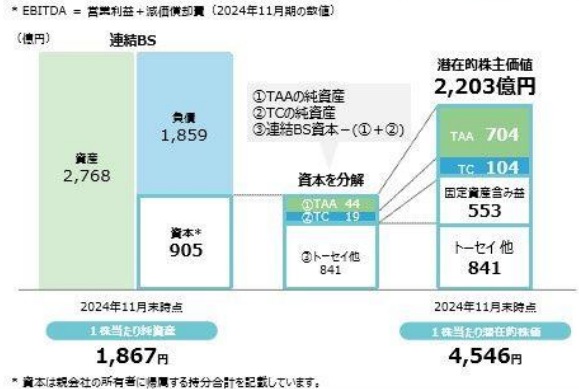 * EBITDA = 営業利益+減価償却費（2024年11月期の数値）
（億円）
連結BS
資産
2,768
負債
1,859
資本*
905
①TAAの純資産
②TCの純資産
③連結BS資本－(①+②)
資本を分解
①TAA 44
②TC 19
③トーセイ他
841
潜在的株主価値
2,203億円
TAA 704
TC 104
固定資産含み益
553
トーセイ 他
841
2024年11月末時点
1株当たり純資産
1,867円
2024年11月末時点
1株当たり潜在的株価
4,546円
* 資本は親会社の所有者に帰属する持分合計を記載しています。